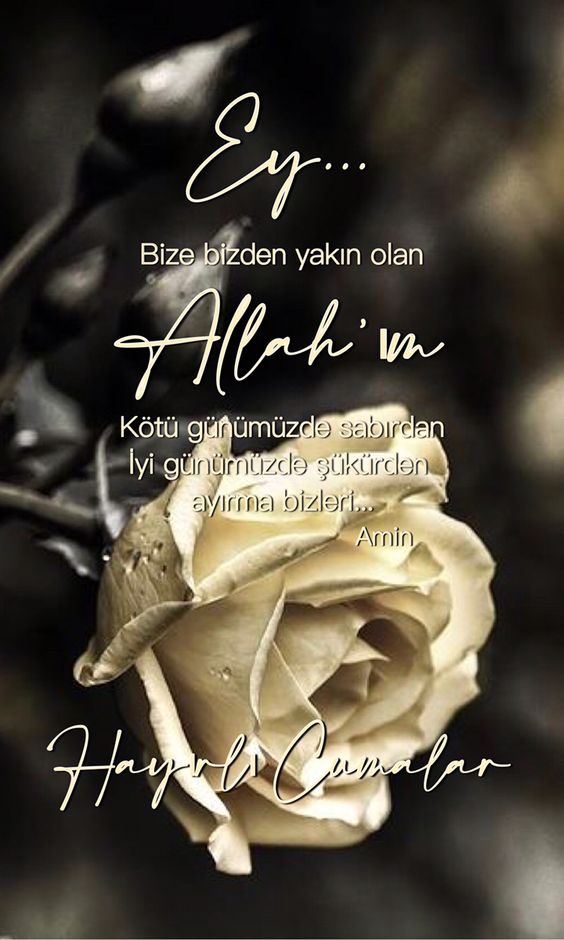 Ey...
Bize bizden yakın olan
Allah'ım
Kötü günümüzde sabırdan
İyi günümüzde şükürden
ayırma bizleri...
Amin
Hayırlı Cumalar